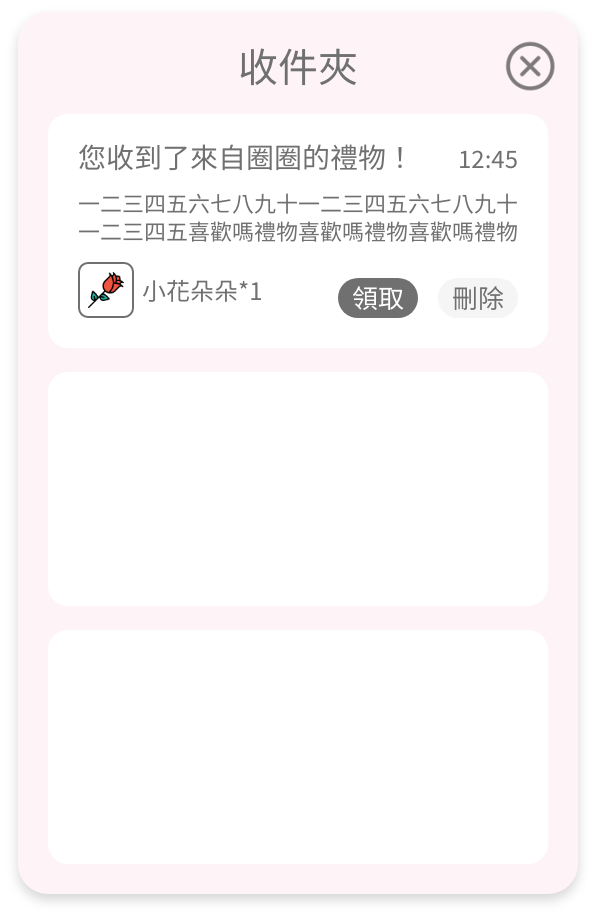 收件夾
您收到了來自圈圈的禮物！ 12:45
一二三四五六七八九十一二三四五六七八九十
一二三四五喜歡嗎禮物喜歡嗎禮物喜歡嗎禮物
小花朵朵*1 領取 刪除